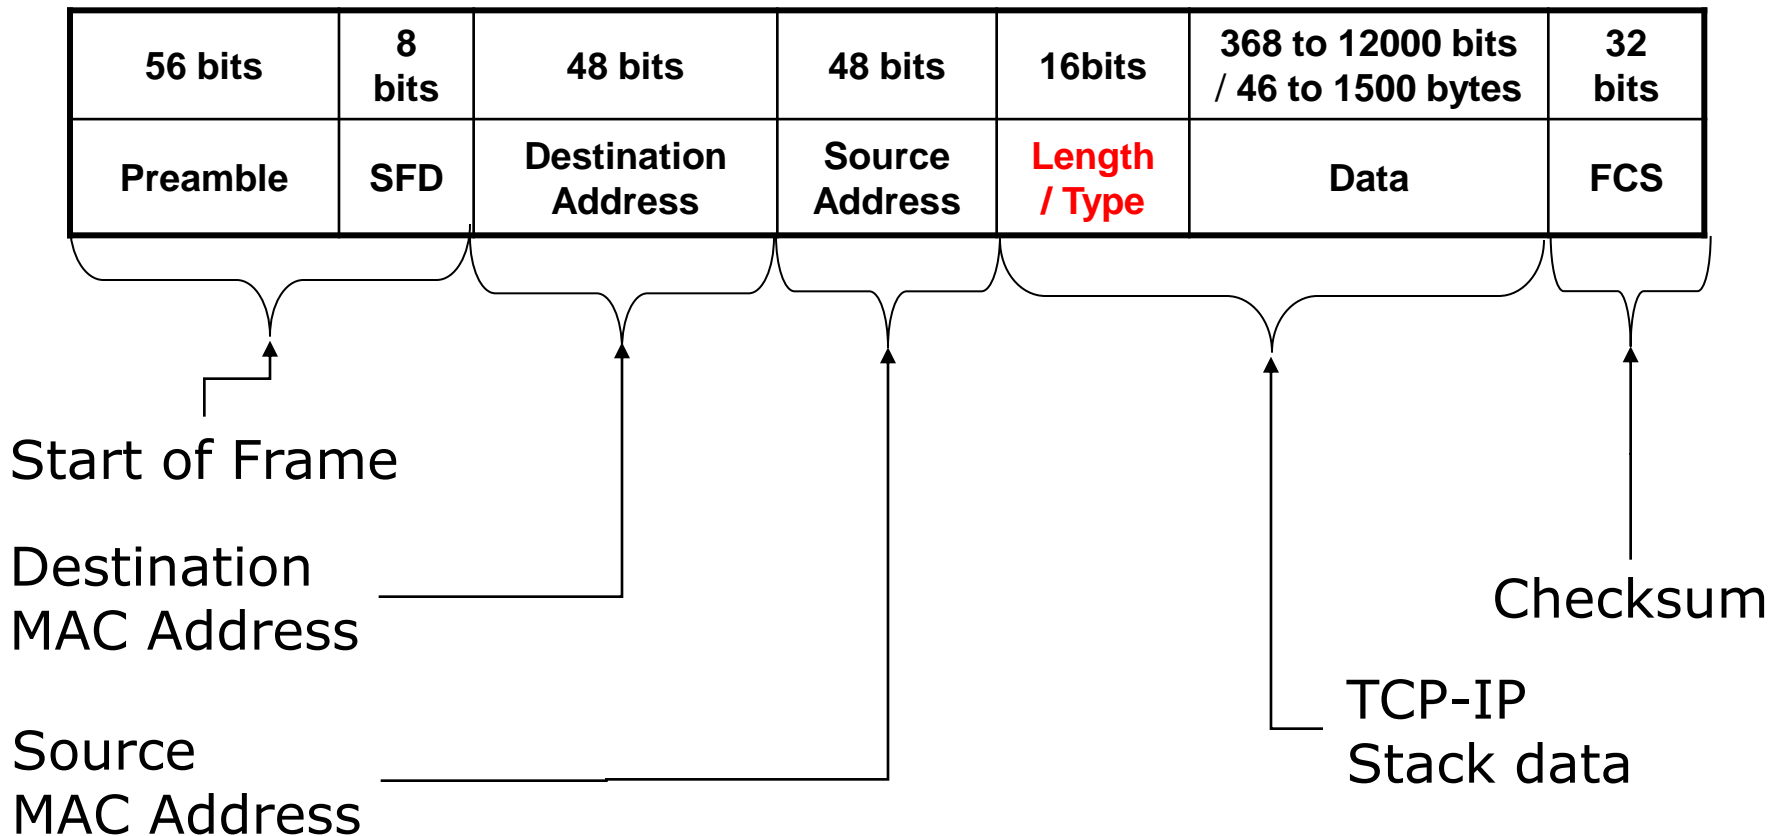 56 bits
8
bits
48 bits
48 bits
16bits
368 to 12000 bits
/ 46 to 1500 bytes
32
bits
Preamble
SFD
Destination
Address
Source
Address
Length
/ Type
Data
FCS
Start of Frame
Destination
MAC Address
Source
MAC Address
TCP-IP
Stack data
Checksum